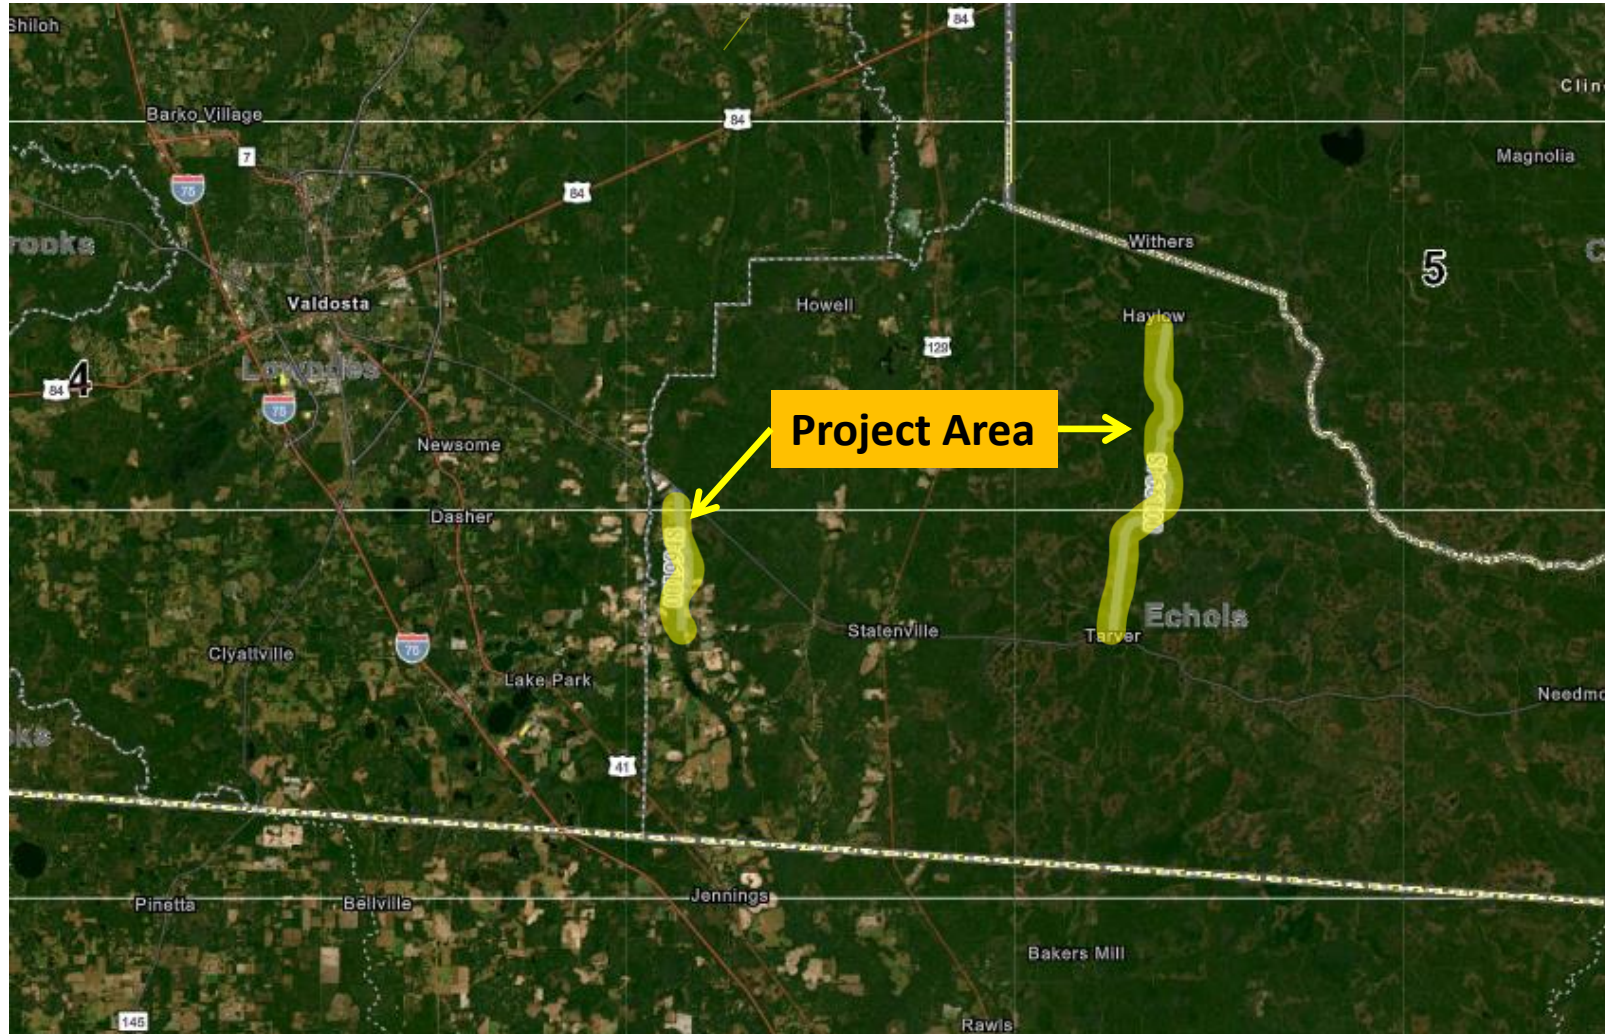 Shiloh
84
Clin
Barko Village
84
7
Magnolia
75
84
rooks
Withers
5
C
Valdosta
Howell
Haylow
129
Lowndes
84
4
75
Project Area
Newsome
Dasher
Echols
Statenville
Tarver
75
Clyattville
Lake Park
Needmo
ks
41
Jennings
Pinetta
Bellville
Bakers Mill
145
Rawls